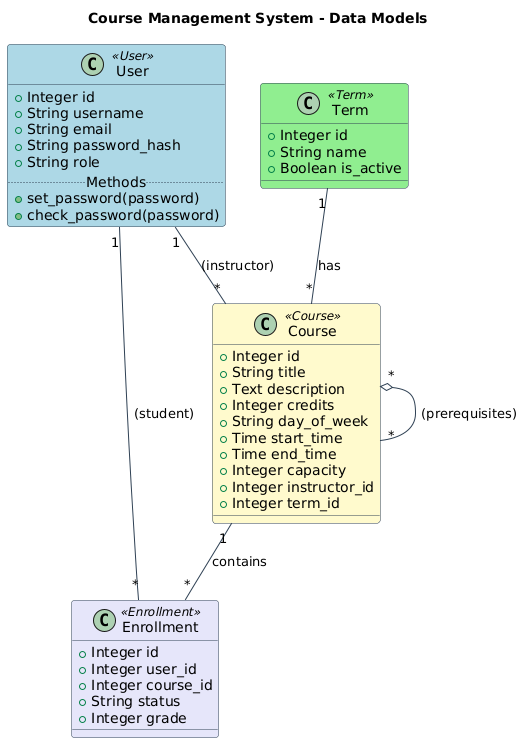 Course Management System - Data Models
C «User»
User
Integer id
String username
String email
String password_hash
String role
Methods
set_password(password)
check_password(password)
C «Term»
Term
Integer id
String name
Boolean is_active
1
1
1
(instructor)
has
*
*
C «Course»
Course
Integer id
String title
Text description
Integer credits
String day_of_week
Time start_time
Time end_time
Integer capacity
Integer instructor_id
Integer term_id
*
(prerequisites)
*
(student)
1
contains
*
*
C «Enrollment»
Enrollment
Integer id
Integer user_id
Integer course_id
String status
Integer grade